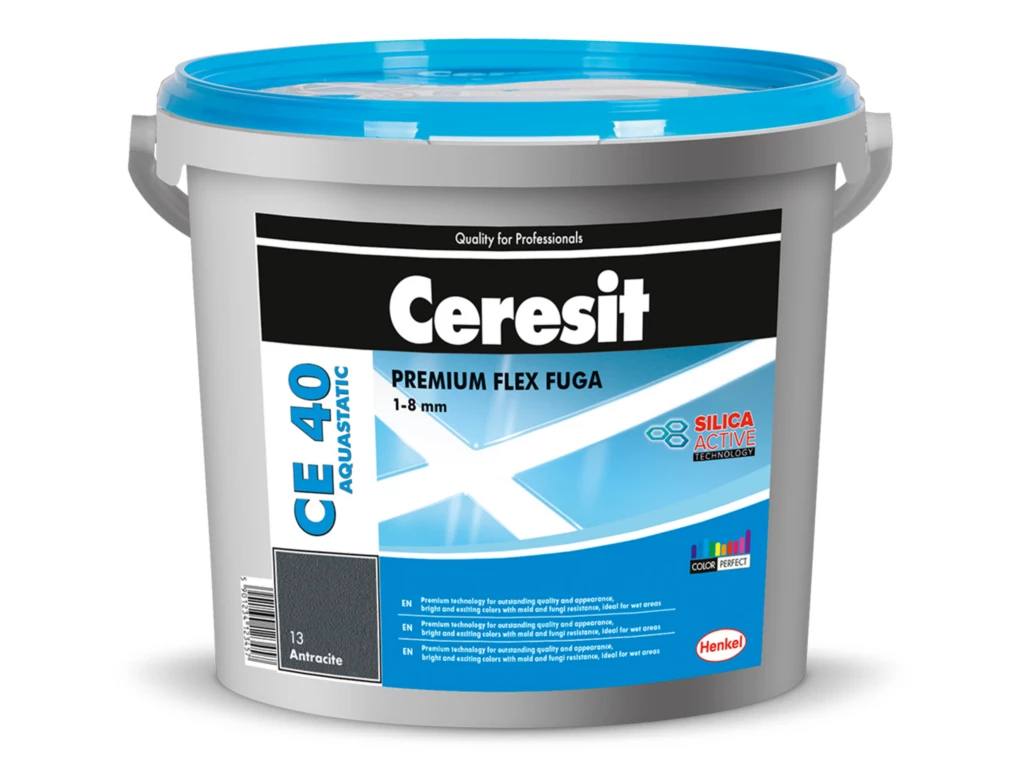 Quality for Professionals
Ceresit
CE 40
AQUASTATIC
PREMIUM FLEX FUGA
1-8 mm
SILICA
ACTIVE
TECHNOLOGY
COLOR PERFECT
EN Premium technology for outstanding quality and appearance,
bright and exciting colors with mold and fungi resistance, ideal for wet areas
EN Premium technology for outstanding quality and appearance,
bright and exciting colors with mold and fungi resistance, ideal for wet areas
EN Premium technology for outstanding quality and appearance,
bright and exciting colors with mold and fungi resistance, ideal for wet areas
13
Antracite
Henkel